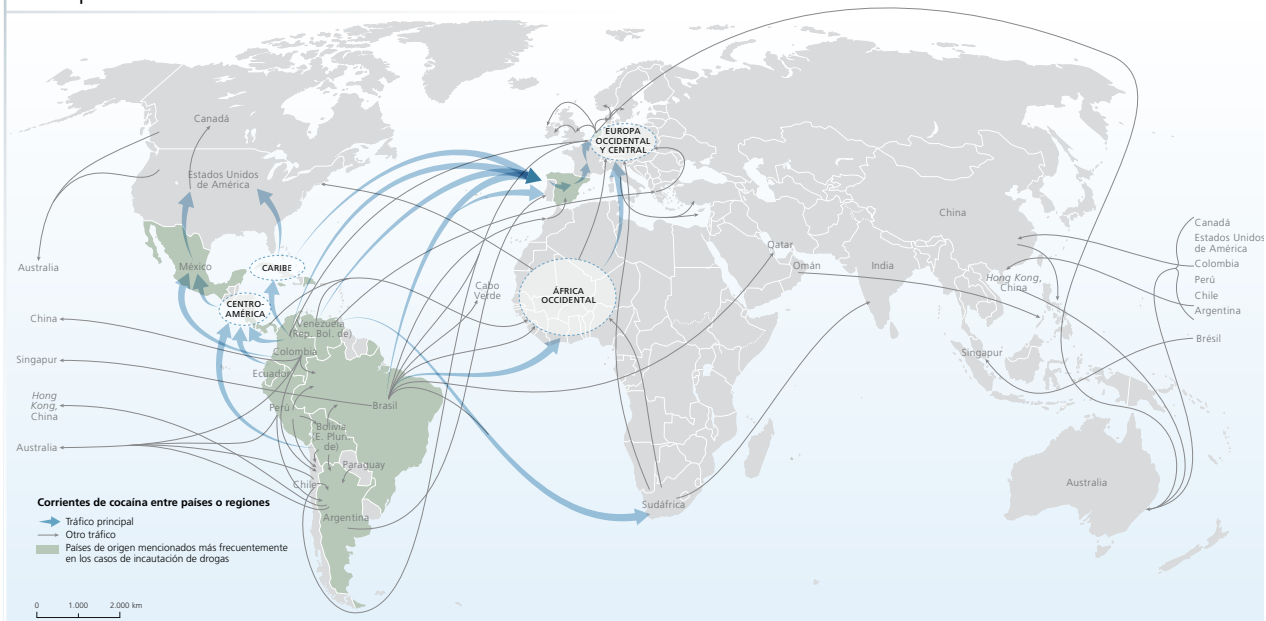 Canadá
Estados Unidos
de América
México
CARIBE
CENTRO-
AMÉRICA
Venezuela
(Rep. Bol. de)
Colombia
Ecuador
Perú
Brasil
Bolivia
(E. Plur.
de)
Paraguay
Chile
Argentina
Australia
China
Singapur
Hong
Kong,
China
Australia
EUROPA
OCCIDENTAL
Y CENTRAL
Cabo
Verde
ÁFRICA
OCCIDENTAL
Sudáfrica
Qatar
Omán
India
China
Hong Kong,
China
Singapur
Australia
Canadá
Estados Unidos
de América
Colombia
Perú
Chile
Argentina
Brésil
Corrientes de cocaína entre países o regiones
Tráfico principal
Otro tráfico
Países de origen mencionados más frecuentemente
en los casos de incautación de drogas
0 1.000 2.000 km